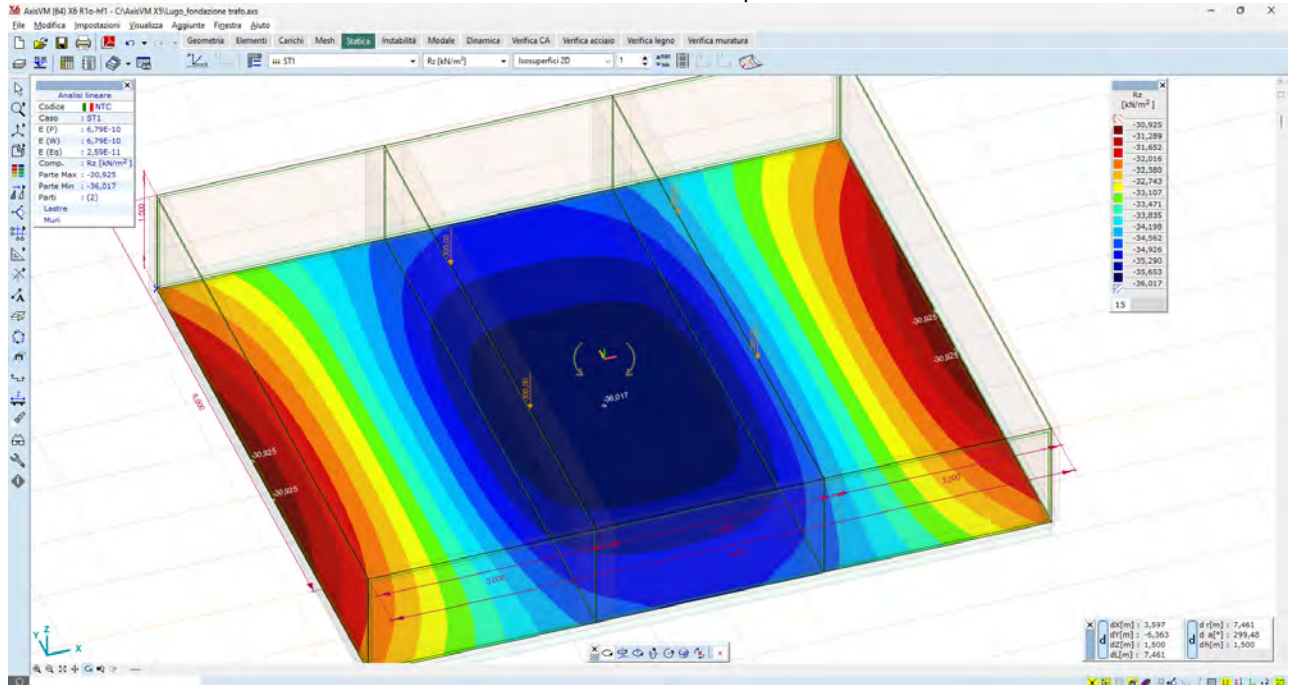 AxisVM (64) X6 R1o-hf1 - C:\AxisVM X5\Lugo_fondazione trafo.axs
File Modifica Impostazioni Visualizza Aggiunte Finestra Aiuto
Geometria Elementi Carichi Mesh Statica Instabilità Modale Dinamica Verifica CA Verifica acciaio Verifica legno Verifica muratura
ST1 Rz [kN/m²] Isosuperfici 2D 1
Analisi lineare
Codice NTC
Caso : ST1
E (P) : 6,79E-10
E (W) : 6,79E-10
E (Eq) : 2,59E-11
Comp. : Rz [kN/m²]
Parte Max : -30,925
Parte Min : -36,017
Parti : (2)
Lastre
Muri
Rz
[kN/m²]
-30,925
-31,289
-31,652
-32,016
-32,380
-32,743
-33,107
-33,471
-33,835
-34,198
-34,562
-34,926
-35,290
-35,653
-36,017
15
1,500
-300,00
-30,925
-30,925
-36,017
-300,00
8,000
-30,925
-30,925
3,000
3,000
Z
Y
X
dX[m] : 3,597
dY[m] : -6,363
dZ[m] : 1,500
dL[m] : 7,461
d r[m] : 7,461
d a[°] : 299,48
dh[m] : 1,500
d
d